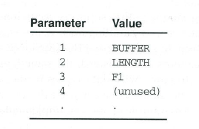 Parameter Value
1 BUFFER
2 LENGTH
3 F1
4 (unused)
. .